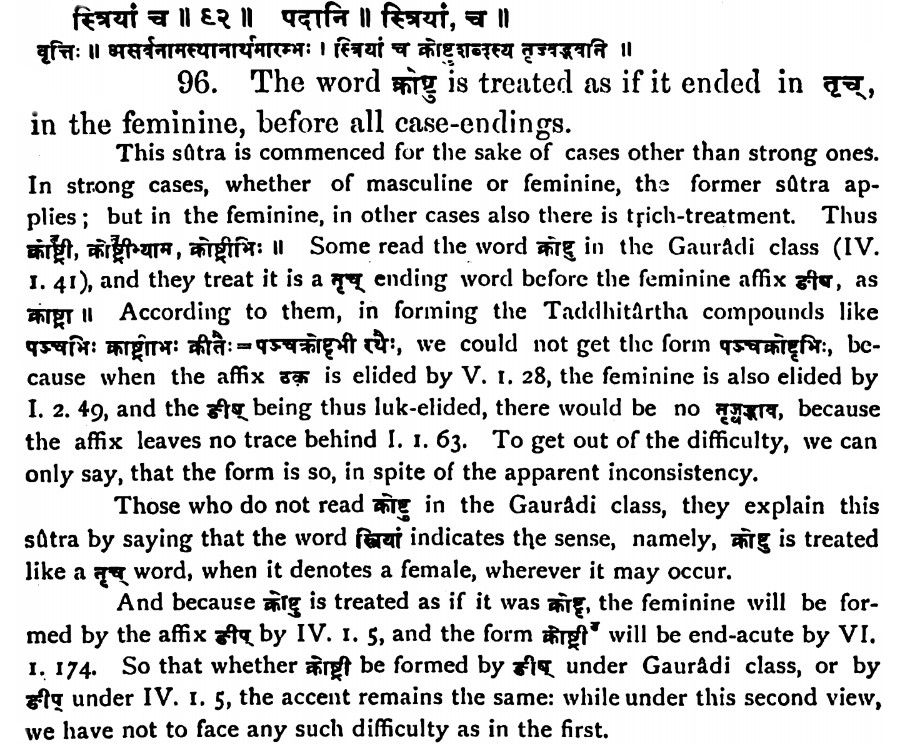 स्त्रियां च ॥ ९६ ॥ पदानि ॥ स्त्रियां, च ॥
वृत्तिः ॥ असर्वनामस्थानार्थमारम्भः । स्त्रियां च क्रोष्टुशब्दस्य तृज्वद्भवति ॥
96. The word क्रोष्टु is treated as if it ended in तृच्,
in the feminine, before all case-endings.
This sûtra is commenced for the sake of cases other than strong ones.
In strong cases, whether of masculine or feminine, the former sûtra ap-
plies; but in the feminine, in other cases also there is tṛich-treatment. Thus
क्रोष्ट्री, क्रोष्ट्रीभ्याम, क्रोष्ट्रीभिः ॥ Some read the word क्रोष्टु in the Gaurâdi class (IV.
1. 41), and they treat it is a तृच् ending word before the feminine affix ङीष, as
According to them, in forming the Taddhitârtha compounds like
पञ्चभिः क्रीतैः = पञ्चक्रोष्टृभी रथैः, we could not get the form पञ्चक्रोष्टृभिः, be-
cause when the affix ठक् is elided by V. 1. 28, the feminine is also elided by
I. 2. 49, and the ङीष् being thus luk-elided, there would be no तृज्वद्भाव, because
the affix leaves no trace behind I. 1. 63. To get out of the difficulty, we can
only say, that the form is so, in spite of the apparent inconsistency.
Those who do not read क्रोष्टु in the Gaurâdi class, they explain this
sûtra by saying that the word स्त्रियां indicates the sense, namely, क्रोष्टु is treated
like a तृच् word, when it denotes a female, wherever it may occur.
And because क्रोष्टु is treated as if it was क्रोष्टृ, the feminine will be for-
med by the affix ङीप् by IV. 1. 5, and the form क्रोष्ट्री will be end-acute by VI.
1. 174. So that whether क्रोष्ट्री be formed by ङीष् under Gaurâdi class, or by
ङीप् under IV. 1. 5, the accent remains the same: while under this second view,
we have not to face any such difficulty as in the first.